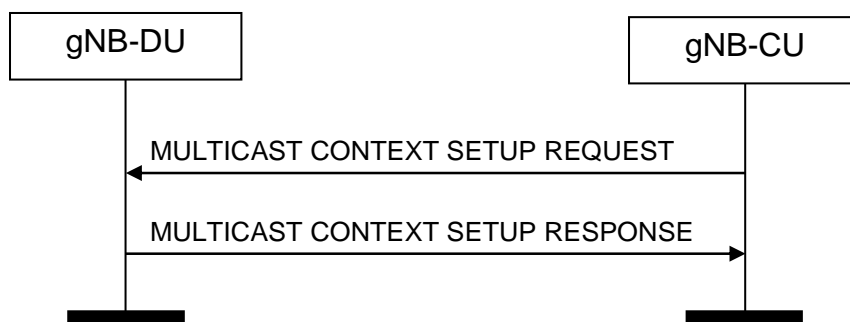 gNB-DU
gNB-CU
MULTICAST CONTEXT SETUP REQUEST
MULTICAST CONTEXT SETUP RESPONSE